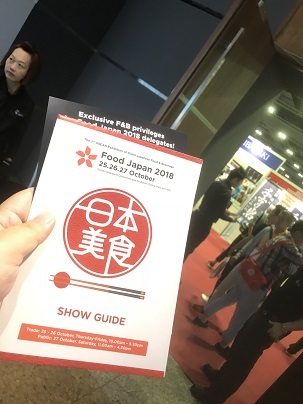 Exclusive F&B privileges
Food Japan 2018 delegates!
Food Japan 2018
25.26.27 October
日本
美食
SHOW GUIDE
Trade: 25 - 26 October, Thursday-Friday, 10.00am - 5.30pm
Public: 27 October, Saturday, 11.00am - 4.30pm